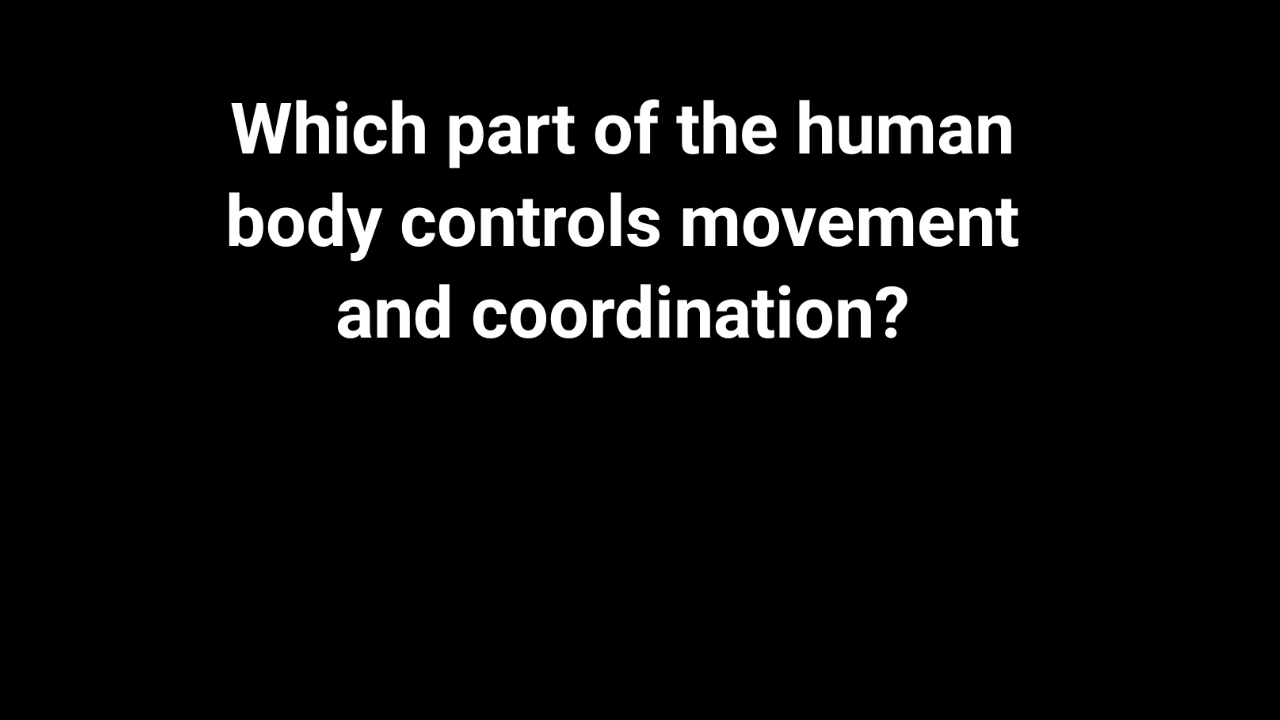 Which part of the human
body controls movement
and coordination?